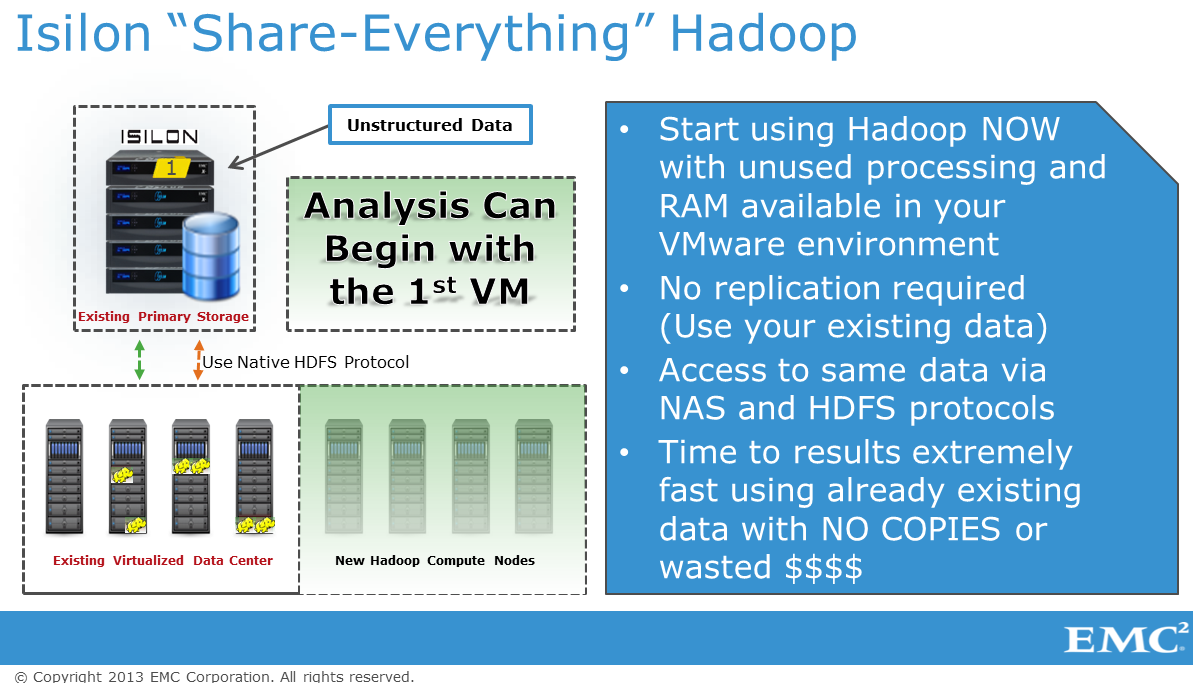 Isilon “Share-Everything” Hadoop
ISILON
1
Existing Primary Storage
Unstructured Data
Analysis Can
Begin with
the 1st VM
Use Native HDFS Protocol
Existing Virtualized Data Center
New Hadoop Compute Nodes
• Start using Hadoop NOW
with unused processing and
RAM available in your
VMware environment
• No replication required
(Use your existing data)
• Access to same data via
NAS and HDFS protocols
• Time to results extremely
fast using already existing
data with NO COPIES or
wasted $$$$
EMC²
© Copyright 2013 EMC Corporation. All rights reserved.